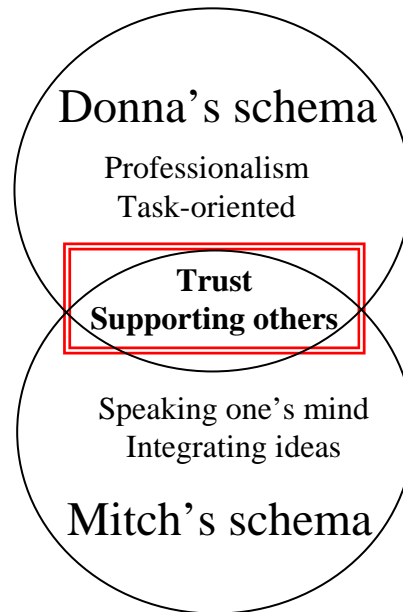 Donna’s schema
Professionalism
Task-oriented
Trust
Supporting others
Speaking one’s mind
Integrating ideas
Mitch’s schema